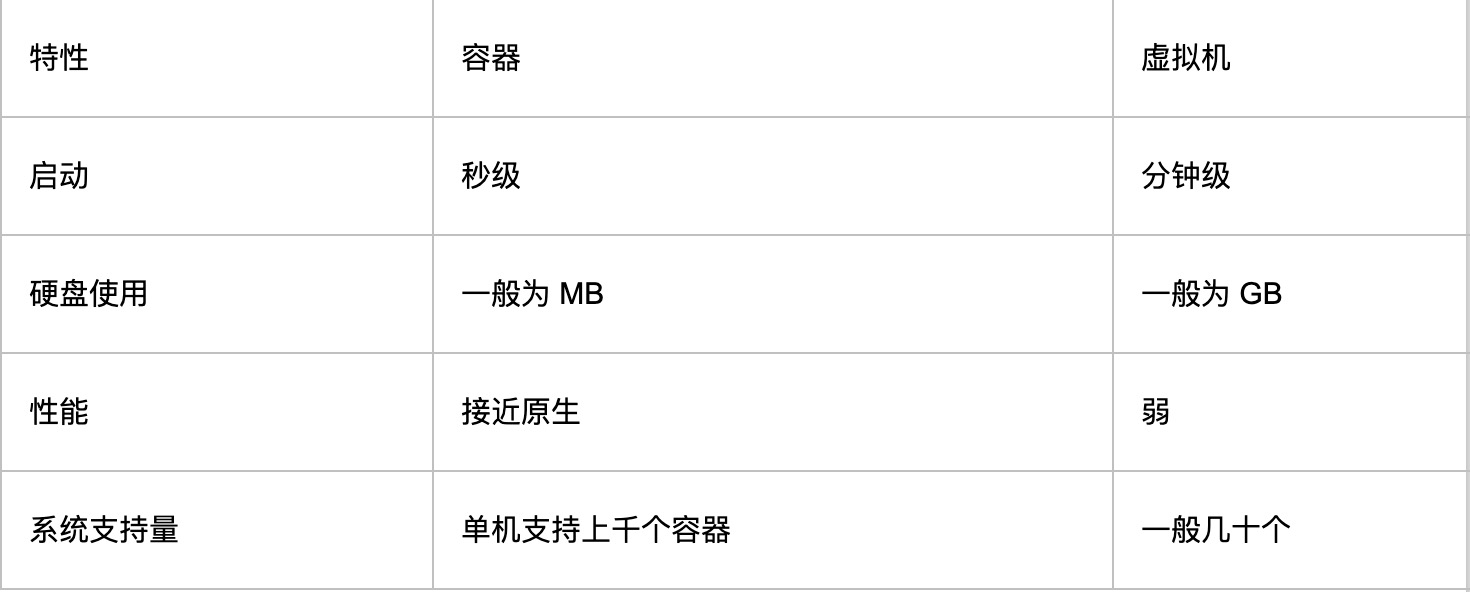 特性 容器 虚拟机
启动 秒级 分钟级
硬盘使用 一般为 MB 一般为 GB
性能 接近原生 弱
系统支持量 单机支持上千个容器 一般几十个